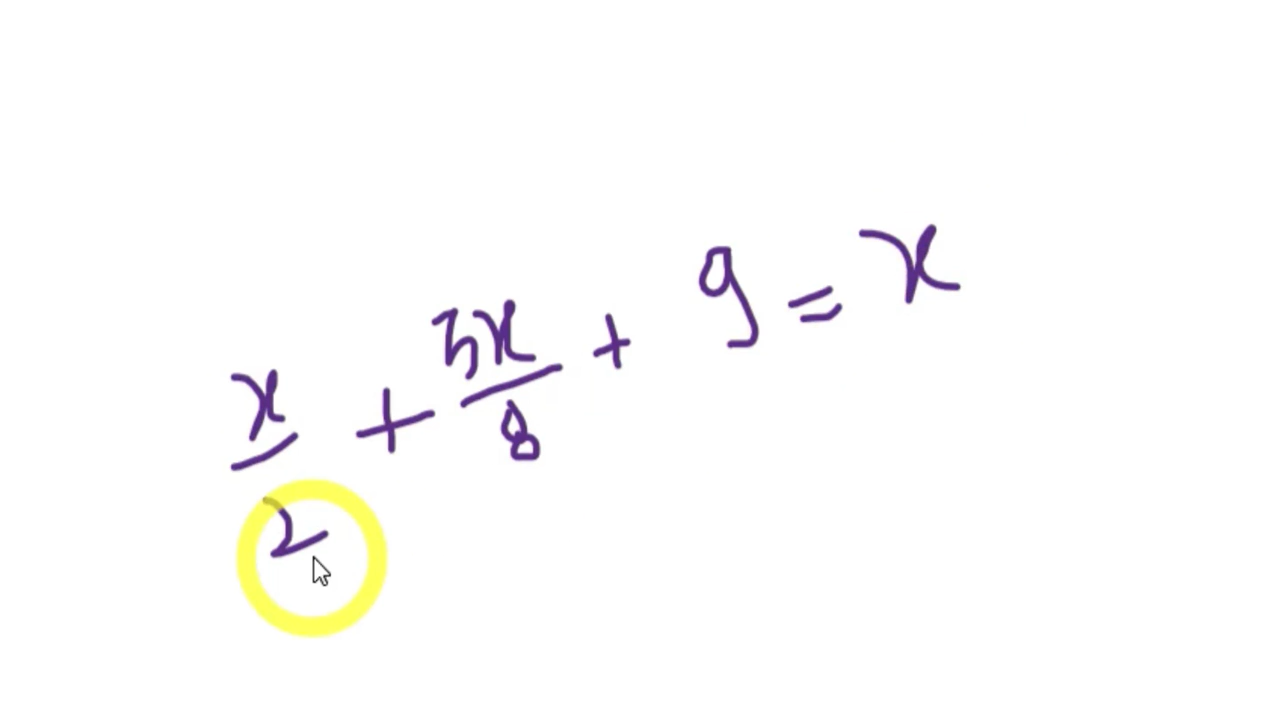 x/2 + 3x/8 + 9 = x